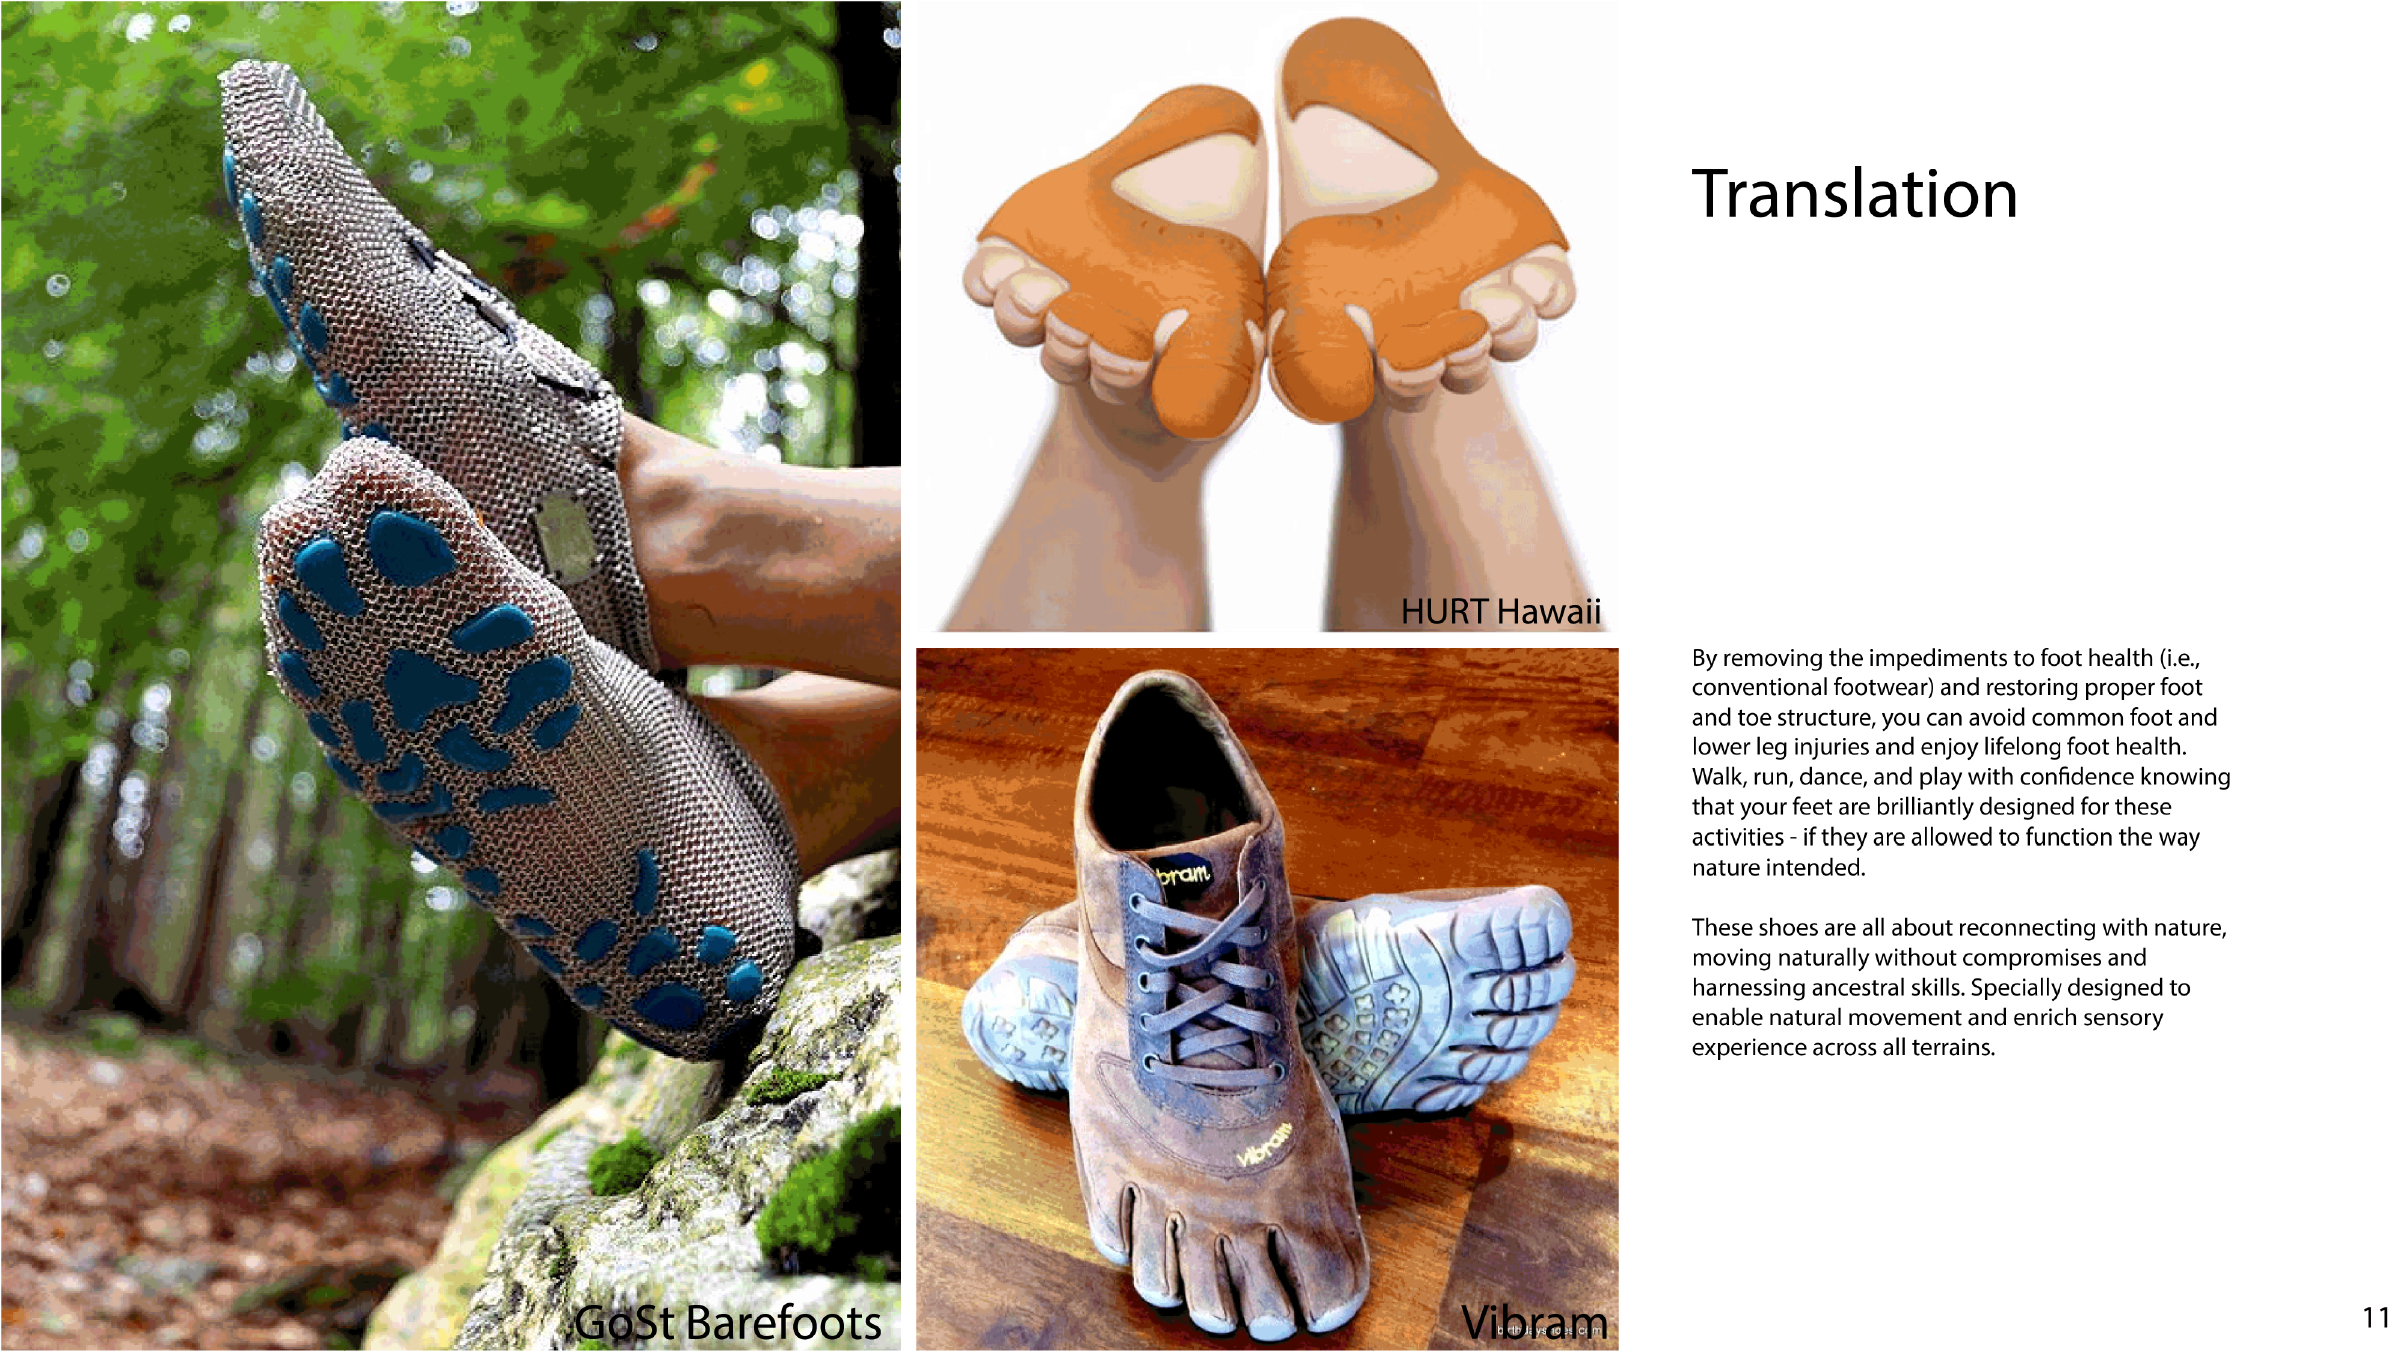 Translation
HURT Hawaii
By removing the impediments to foot health (i.e.,
conventional footwear) and restoring proper foot
and toe structure, you can avoid common foot and
lower leg injuries and enjoy lifelong foot health.
Walk, run, dance, and play with confidence knowing
that your feet are brilliantly designed for these
activities - if they are allowed to function the way
nature intended.
These shoes are all about reconnecting with nature,
moving naturally without compromises and
harnessing ancestral skills. Specially designed to
enable natural movement and enrich sensory
experience across all terrains.
bram
vibram
GoSt Barefoots
Vibram
birthdayshoes.com
11